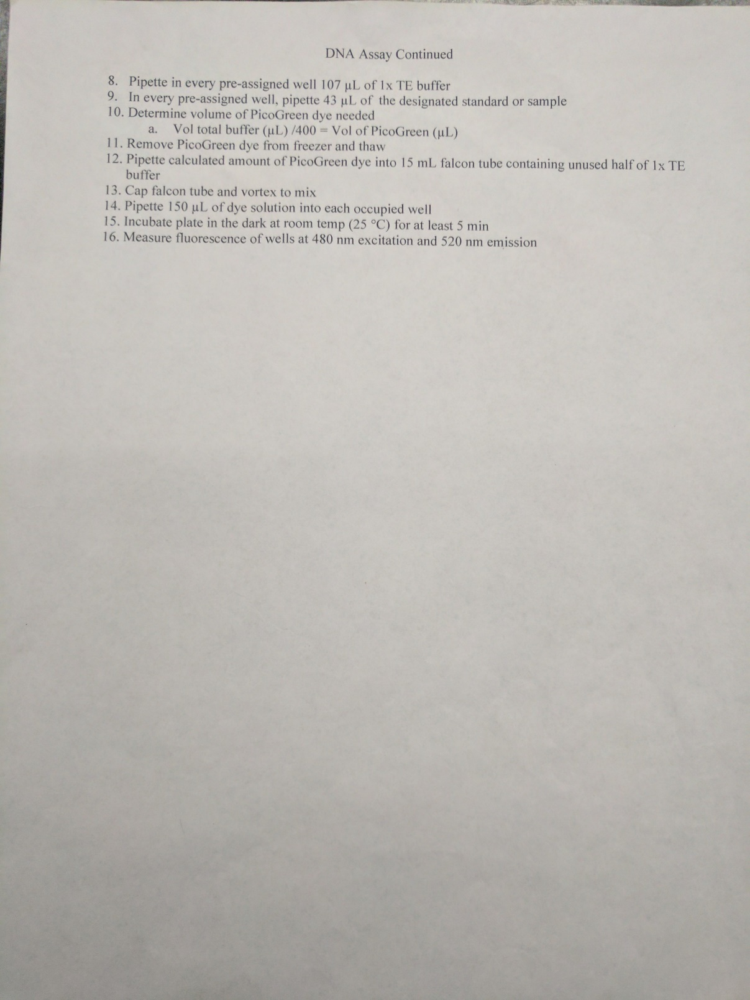 DNA Assay Continued
8. Pipette in every pre-assigned well 107 µL of 1x TE buffer
9. In every pre-assigned well, pipette 43 µL of the designated standard or sample
10. Determine volume of PicoGreen dye needed
a. Vol total buffer (µL) /400 = Vol of PicoGreen (µL)
11. Remove PicoGreen dye from freezer and thaw
12. Pipette calculated amount of PicoGreen dye into 15 mL falcon tube containing unused half of 1x TE
buffer
13. Cap falcon tube and vortex to mix
14. Pipette 150 µL of dye solution into each occupied well
15. Incubate plate in the dark at room temp (25 °C) for at least 5 min
16. Measure fluorescence of wells at 480 nm excitation and 520 nm emission